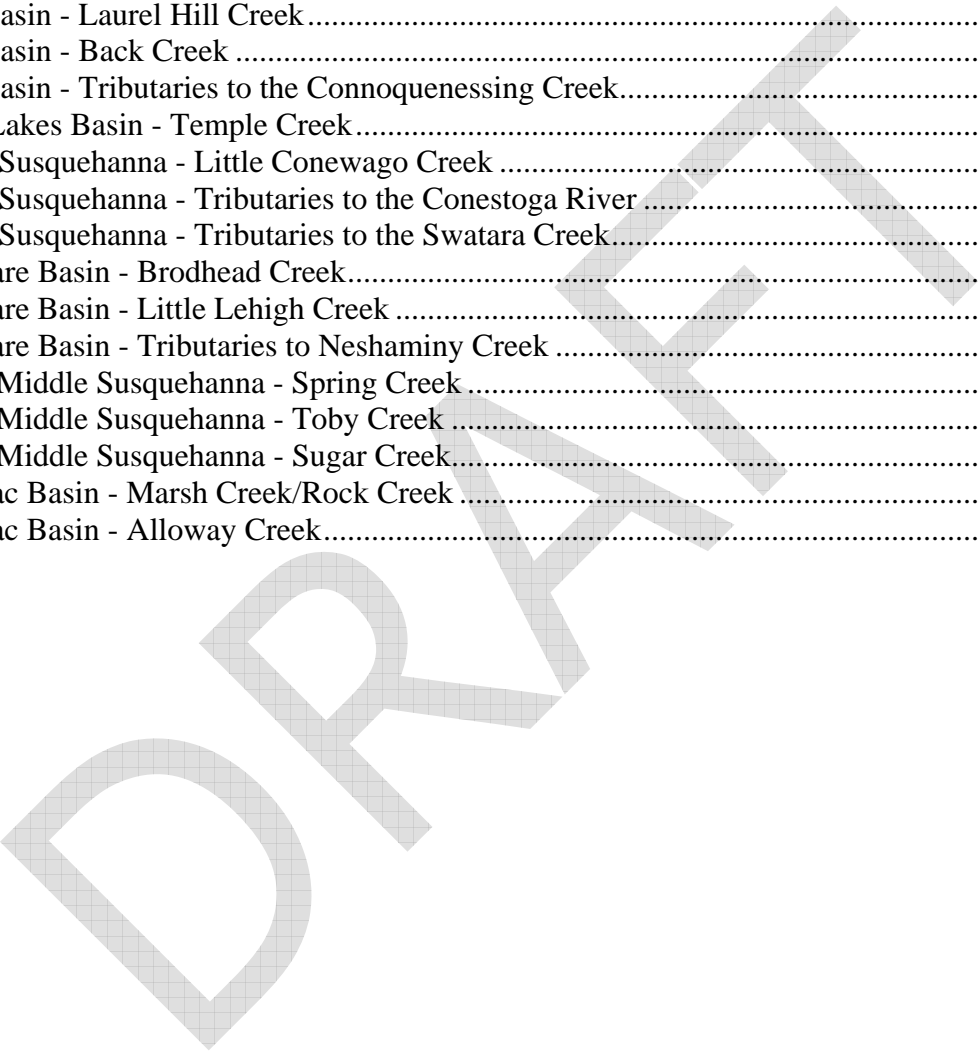 asin - Laurel Hill Creek
asin - Back Creek
asin - Tributaries to the Connoquenessing Creek
Lakes Basin - Temple Creek
Susquehanna - Little Conewago Creek
Susquehanna - Tributaries to the Conestoga River
Susquehanna - Tributaries to the Swatara Creek
are Basin - Brodhead Creek
are Basin - Little Lehigh Creek
are Basin - Tributaries to Neshaminy Creek
Middle Susquehanna - Spring Creek
Middle Susquehanna - Toby Creek
Middle Susquehanna - Sugar Creek
ac Basin - Marsh Creek/Rock Creek
ac Basin - Alloway Creek
DRAFT